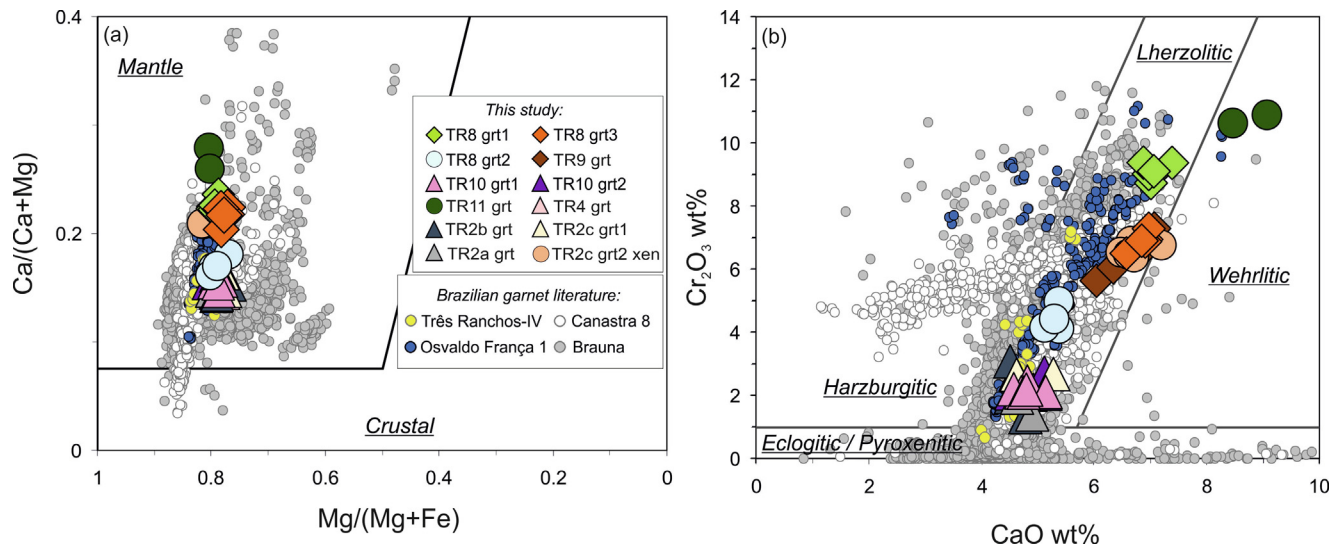 (a)
Mantle
Crustal
0.4
0.2
0
1
0.8
0.6
0.4
0.2
0
Ca/(Ca+Mg)
Mg/(Mg+Fe)
This study:
TR8 grt1
TR8 grt3
TR8 grt2
TR9 grt
TR10 grt1
TR10 grt2
TR11 grt
TR4 grt
TR2b grt
TR2c grt1
TR2a grt
TR2c grt2 xen
Brazilian garnet literature:
Três Ranchos-IV
Canastra 8
Osvaldo França 1
Brauna
(b)
Lherzolitic
Wehrlitic
Harzburgitic
Eclogitic / Pyroxenitic
14
12
10
8
6
4
2
0
0
2
4
6
8
10
Cr₂O₃ wt%
CaO wt%